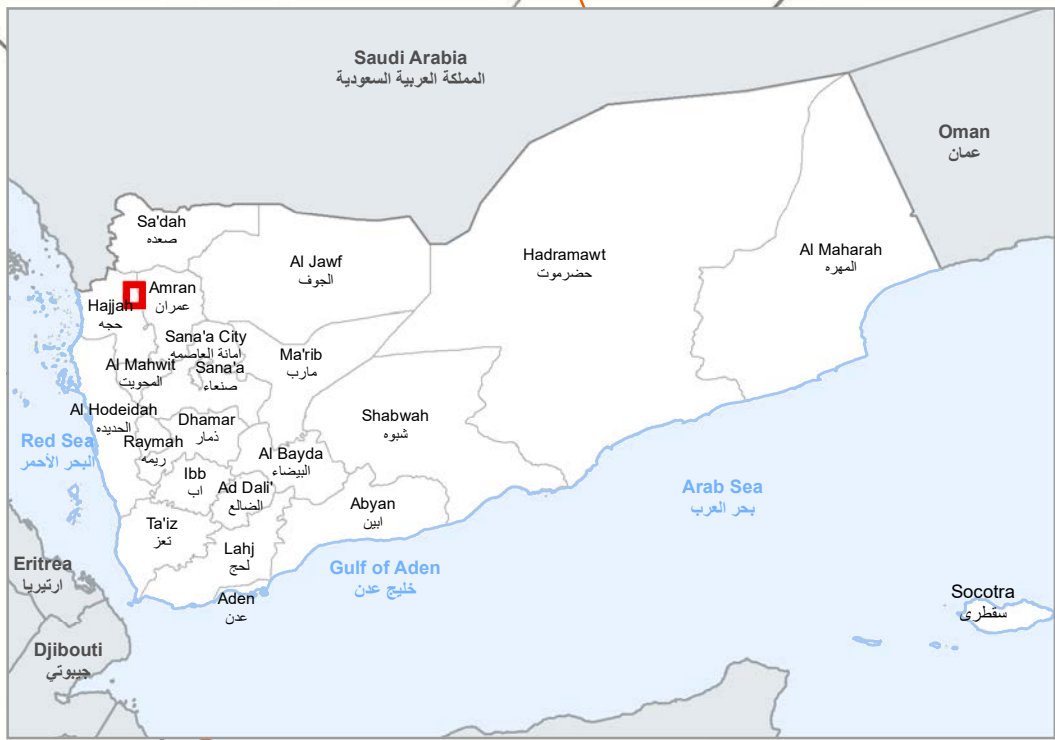 Saudi Arabia
المملكة العربية السعودية
Oman
عمان
Sa'dah
صعده
Al Jawf
الجوف
Hadramawt
حضرموت
Al Maharah
المهره
Amran
عمران
Hajjah
حجه
Sana'a City
أمانة العاصمه
Ma'rib
مارب
Al Mahwit
المحويت
Sana'a
صنعاء
Al Hodeidah
الحديده
Dhamar
ذمار
Shabwah
شبوه
Red Sea
البحر الأحمر
Raymah
ريمه
Al Bayda
البيضاء
Ibb
اب
Ad Dali'
الضالع
Abyan
ابين
Arab Sea
بحر العرب
Ta'iz
تعز
Lahj
لحج
Gulf of Aden
خليج عدن
Eritrea
ارتيريا
Aden
عدن
Socotra
سقطرى
Djibouti
جيبوتي